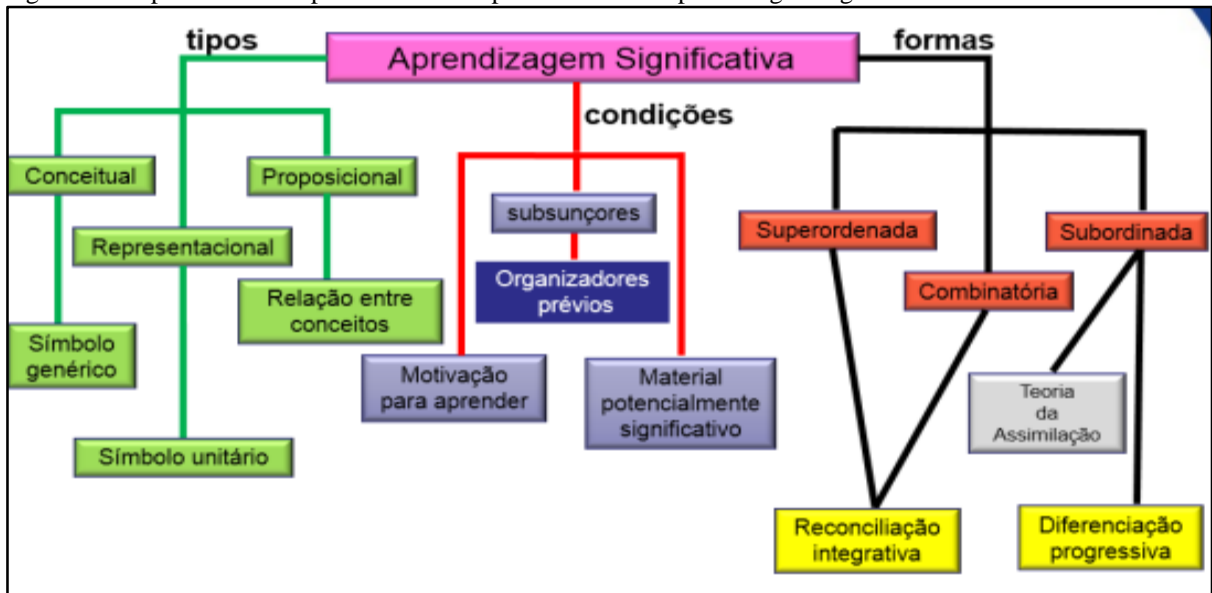 tipos
Aprendizagem Significativa
formas
condições
Conceitual
Proposicional
subsunçores
Superordenada
Subordinada
Representacional
Organizadores
prévios
Combinatória
Relação entre
conceitos
Símbolo
genérico
Motivação
para aprender
Material
potencialmente
significativo
Teoria
da
Assimilação
Símbolo unitário
Reconciliação
integrativa
Diferenciação
progressiva